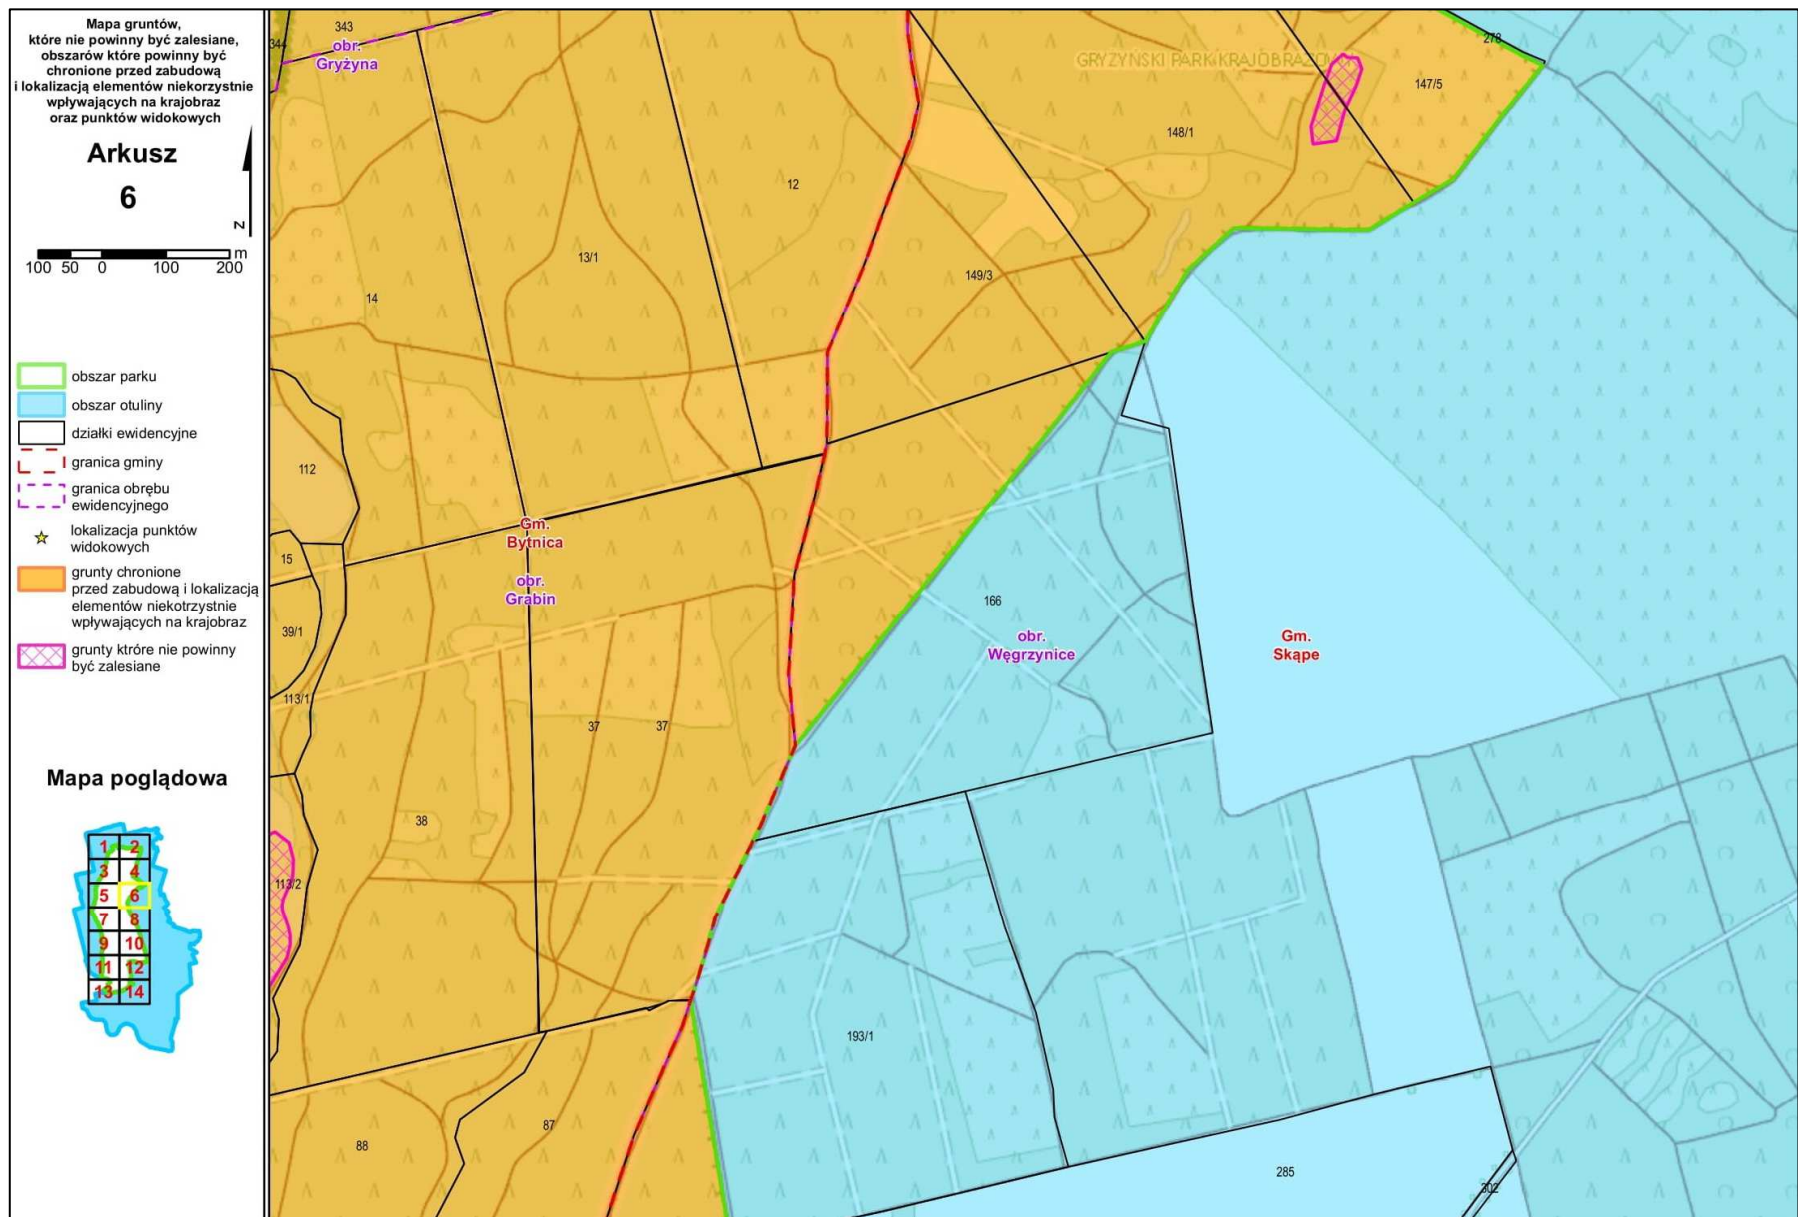 Mapa gruntów,
które nie powinny być zalesiane,
obszarów które powinny być
chronione przed zabudową
i lokalizacją elementów niekorzystnie
wpływających na krajobraz
oraz punktów widokowych
Arkusz
6
N
100 50 0 100 200 m
obszar parku
obszar otuliny
działki ewidencyjne
granica gminy
granica obrębu
ewidencyjnego
lokalizacja punktów
widokowych
grunty chronione
przed zabudową i lokalizacją
elementów niekotrzystnie
wpływających na krajobraz
grunty któtre nie powinny
być zalesiane
Mapa poglądowa
1 2
3 4
5 6
7 8
9 10
11 12
13 14
343
344
obr.
Gryżyna
278
GRYŻYŃSKI PARK KRAJOBRAZOWY
147/5
148/1
12
13/1
149/3
14
112
Gm.
Bytnica
15
obr.
Grabin
166
39/1
obr.
Węgrzynice
Gm.
Skąpe
113/1
37
37
38
113/2
193/1
87
88
285
302